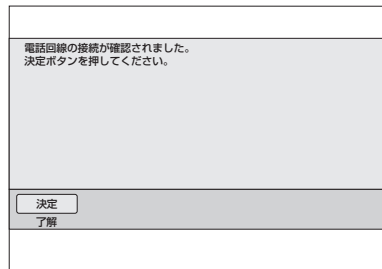 電話回線の接続が確認されました。
決定ボタンを押してください。
決定
了解